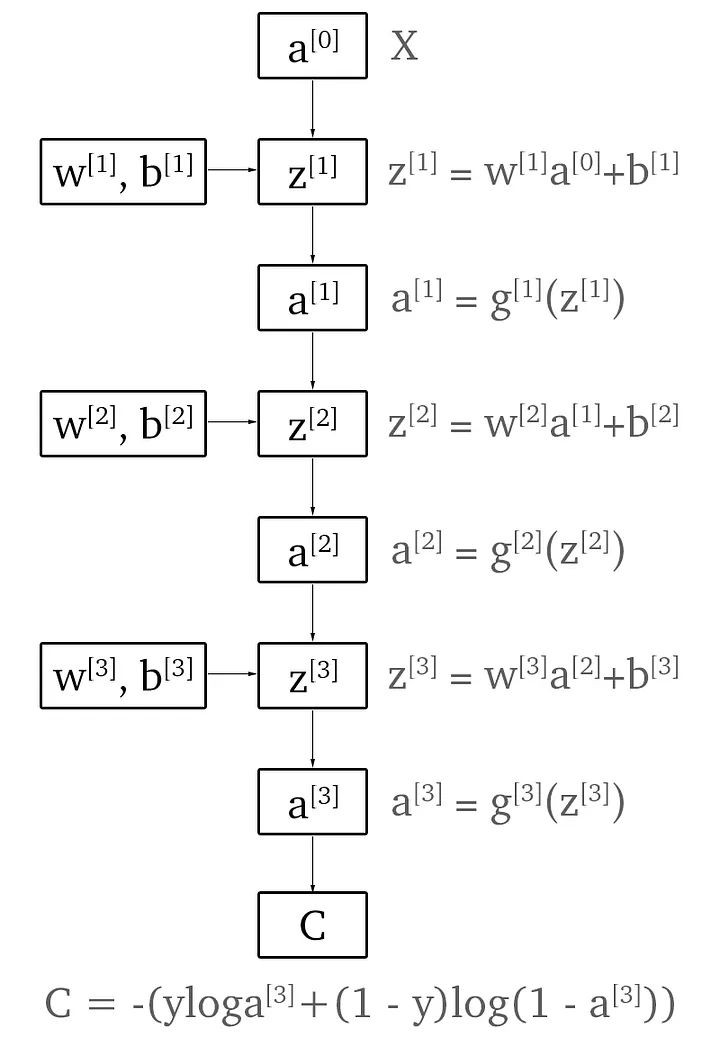 a[0] X
w[1], b[1] z[1] z[1] = w[1]a[0]+b[1]
a[1] a[1] = g[1](z[1])
w[2], b[2] z[2] z[2] = w[2]a[1]+b[2]
a[2] a[2] = g[2](z[2])
w[3], b[3] z[3] z[3] = w[3]a[2]+b[3]
a[3] a[3] = g[3](z[3])
C
C = -(yloga[3]+(1 - y)log(1 - a[3]))